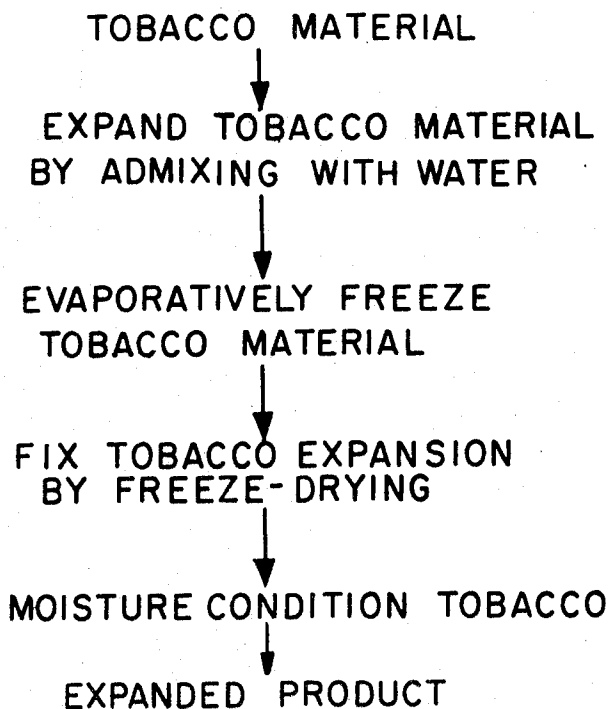 TOBACCO MATERIAL
EXPAND TOBACCO MATERIAL
BY ADMIXING WITH WATER
EVAPORATIVELY FREEZE
TOBACCO MATERIAL
FIX TOBACCO EXPANSION
BY FREEZE-DRYING
MOISTURE CONDITION TOBACCO
EXPANDED PRODUCT